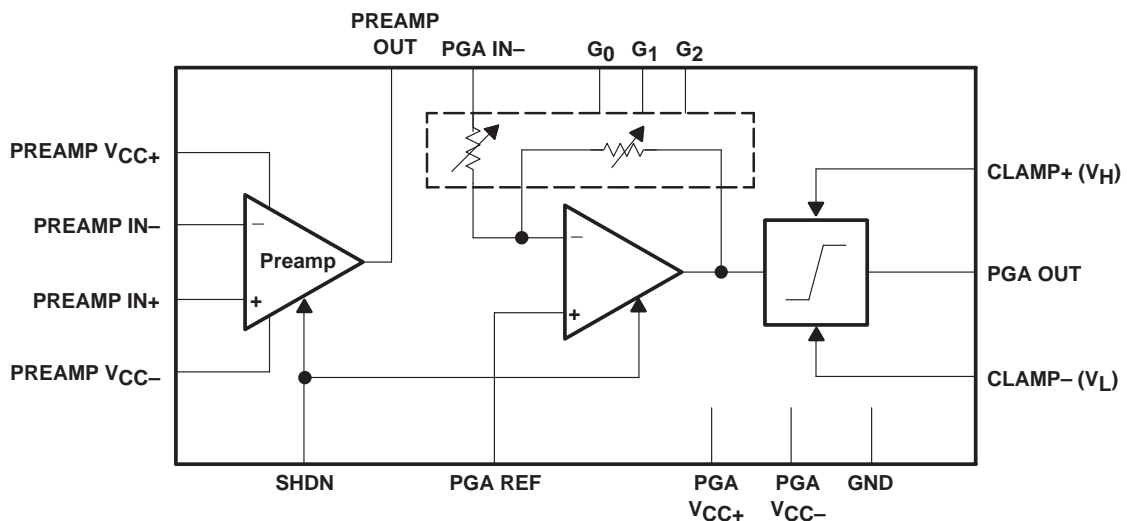 PREAMP
OUT
PGA IN–
G0
G1
G2
PREAMP VCC+
PREAMP IN–
PREAMP IN+
PREAMP VCC–
–
Preamp
+
–
+
CLAMP+ (VH)
PGA OUT
CLAMP– (VL)
SHDN
PGA REF
PGA
VCC+
PGA
VCC–
GND